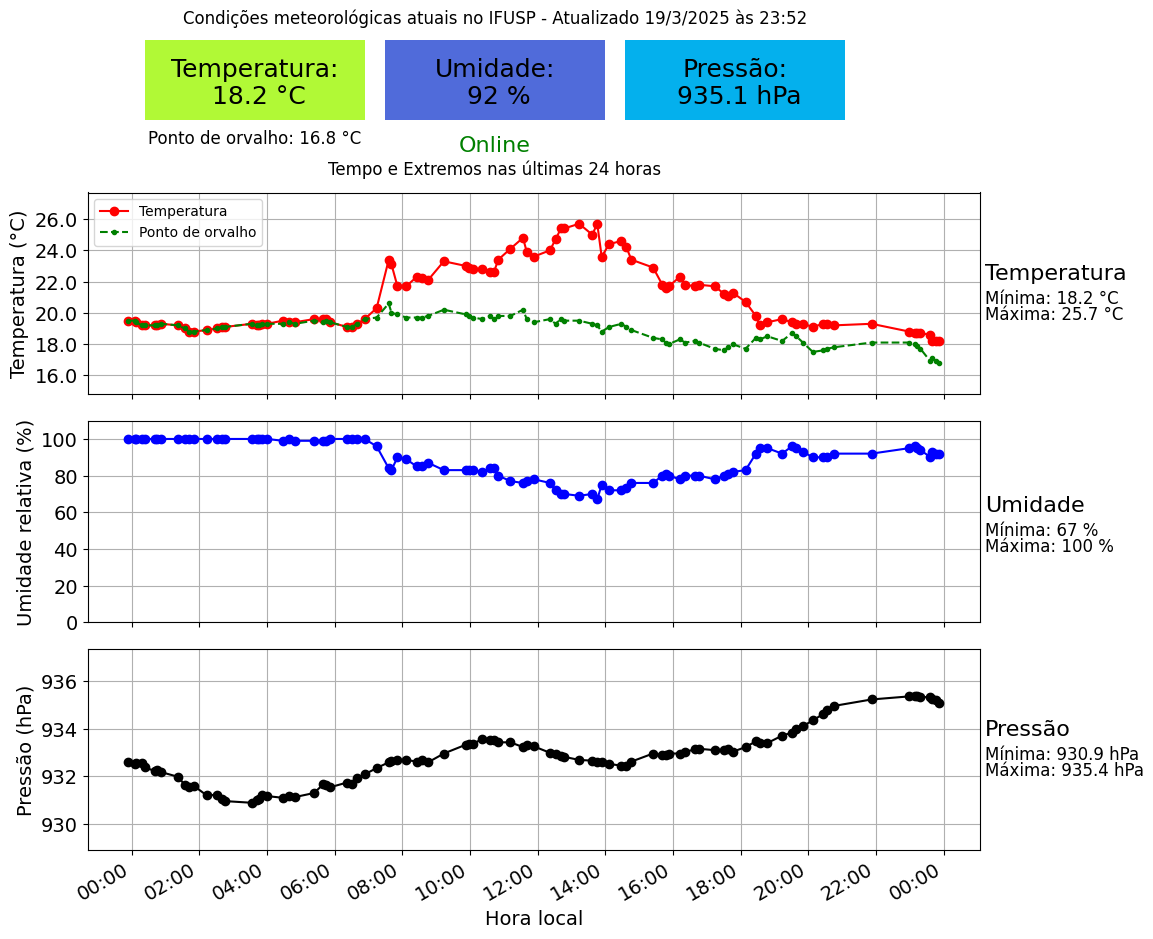 Condições meteorológicas atuais no IFUSP - Atualizado 19/3/2025 às 23:52
Temperatura:
18.2 °C
Umidade:
92 %
Pressão:
935.1 hPa
Ponto de orvalho: 16.8 °C
Online
Tempo e Extremos nas últimas 24 horas
Temperatura (°C)
26.0
24.0
22.0
20.0
18.0
16.0
Temperatura
Ponto de orvalho
Temperatura
Mínima: 18.2 °C
Máxima: 25.7 °C
Umidade relativa (%)
100
80
60
40
20
0
Umidade
Mínima: 67 %
Máxima: 100 %
Pressão (hPa)
936
934
932
930
Pressão
Mínima: 930.9 hPa
Máxima: 935.4 hPa
00:00 02:00 04:00 06:00 08:00 10:00 12:00 14:00 16:00 18:00 20:00 22:00 00:00
Hora local